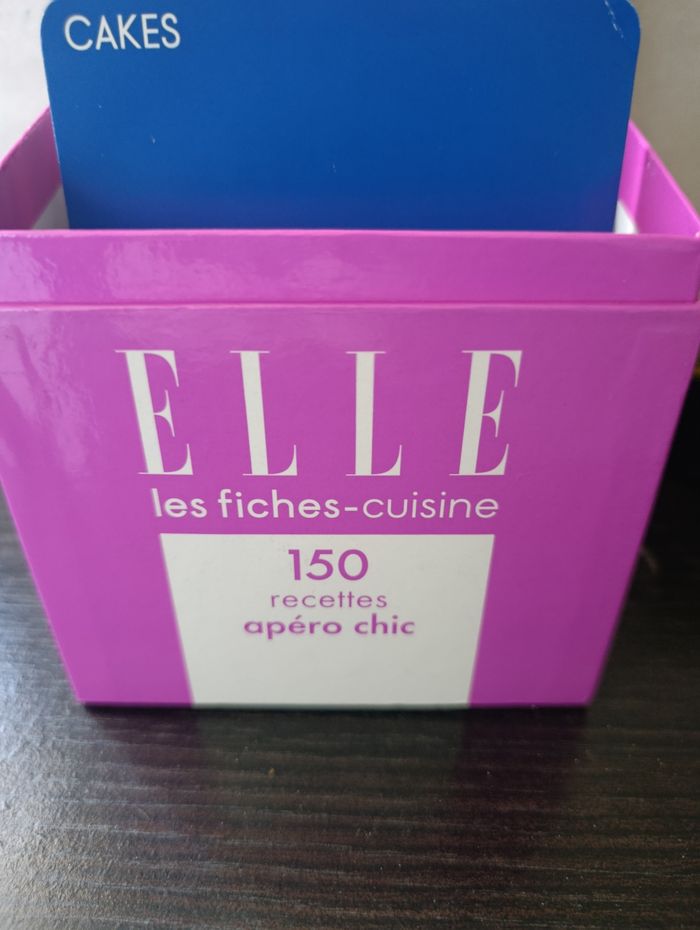 CAKES
ELLE
les fiches-cuisine
150
recettes
apéro chic